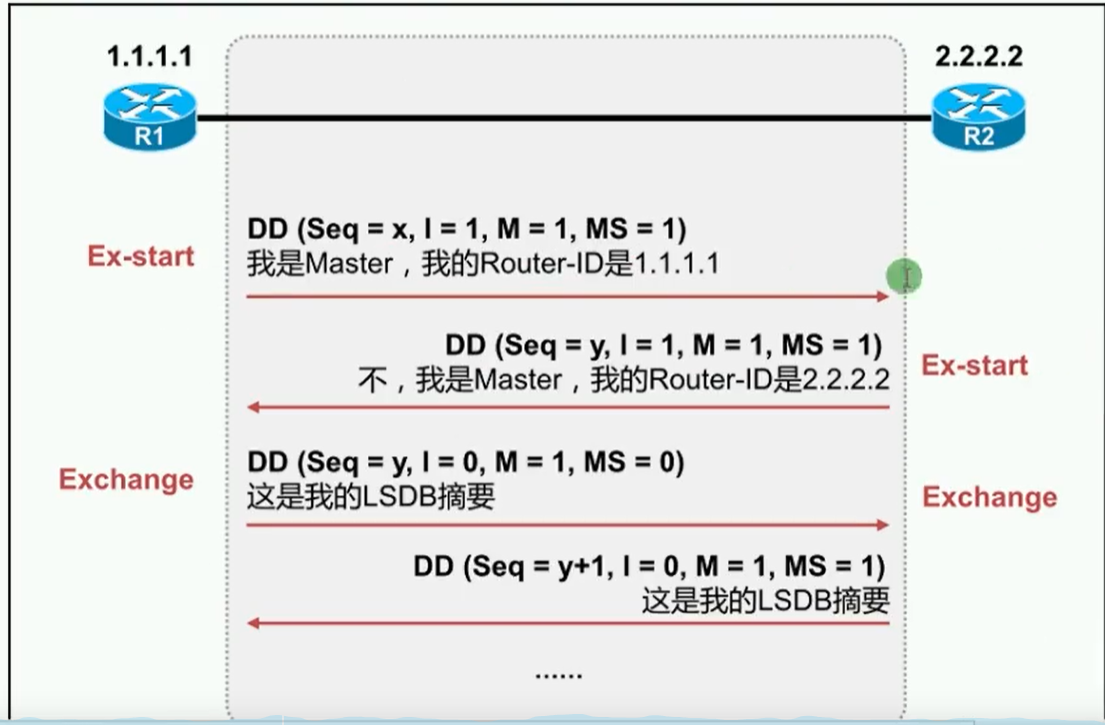 1.1.1.1
2.2.2.2
R1
R2
DD (Seq = x, I = 1, M = 1, MS = 1)
Ex-start
我是Master，我的Router-ID是1.1.1.1
DD (Seq = y, I = 1, M = 1, MS = 1)
不，我是Master，我的Router-ID是2.2.2.2
Ex-start
DD (Seq = y, I = 0, M = 1, MS = 0)
Exchange
这是我的LSDB摘要
Exchange
DD (Seq = y+1, I = 0, M = 1, MS = 1)
这是我的LSDB摘要
......